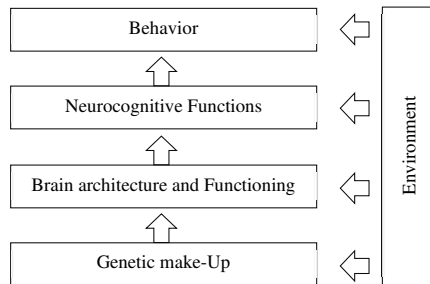 Behavior
Neurocognitive Functions
Brain architecture and Functioning
Genetic make-Up
Environment